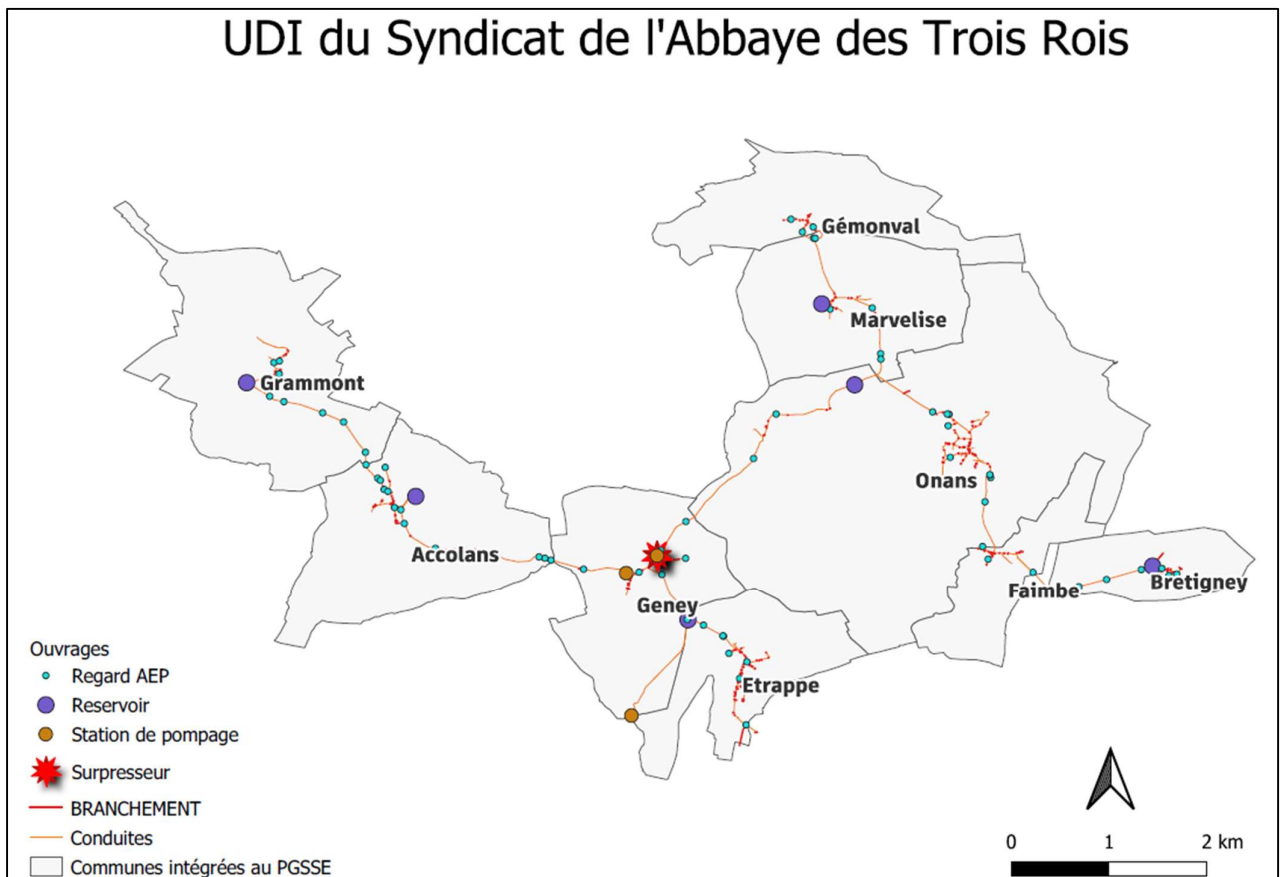 UDI du Syndicat de l'Abbaye des Trois Rois
Gémonval
Marvelise
Grammont
Onans
Accolans
Faimbe
Bretigney
Geney
Etrappe
Ouvrages
Regard AEP
Reservoir
Station de pompage
Surpresseur
BRANCHEMENT
Conduites
Communes intégrées au PGSSE
0 1 2 km